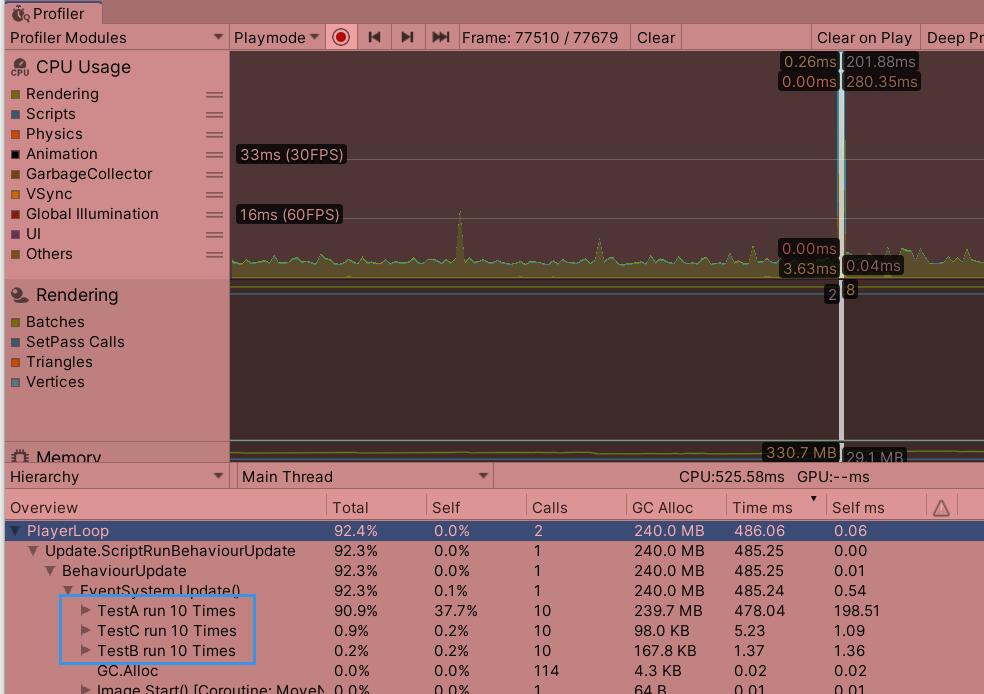 Profiler
Profiler Modules Playmode Frame: 77510 / 77679 Clear Clear on Play Deep Pr
CPU Usage
Rendering
Scripts
Physics
Animation
GarbageCollector
VSync
Global Illumination
UI
Others
0.26ms 201.88ms
0.00ms 280.35ms
33ms (30FPS)
16ms (60FPS)
0.00ms
3.63ms 0.04ms
Rendering
Batches
SetPass Calls
Triangles
Vertices
2 8
Memory
330.7 MB 29.1 MB
Hierarchy Main Thread CPU:525.58ms GPU:--ms
Overview Total Self Calls GC Alloc Time ms Self ms
PlayerLoop 92.4% 0.0% 2 240.0 MB 486.06 0.06
Update.ScriptRunBehaviourUpdate 92.3% 0.0% 1 240.0 MB 485.25 0.00
BehaviourUpdate 92.3% 0.0% 1 240.0 MB 485.25 0.01
EventSystem.Update() 92.3% 0.1% 1 240.0 MB 485.24 0.54
TestA run 10 Times 90.9% 37.7% 10 239.7 MB 478.04 198.51
TestC run 10 Times 0.9% 0.2% 10 98.0 KB 5.23 1.09
TestB run 10 Times 0.2% 0.2% 10 167.8 KB 1.37 1.36
GC.Alloc 0.0% 0.0% 114 4.3 KB 0.02 0.02
Image.Start() [Coroutine: MoveN 0.0% 0.0% 1 64 B 0.01 0.01